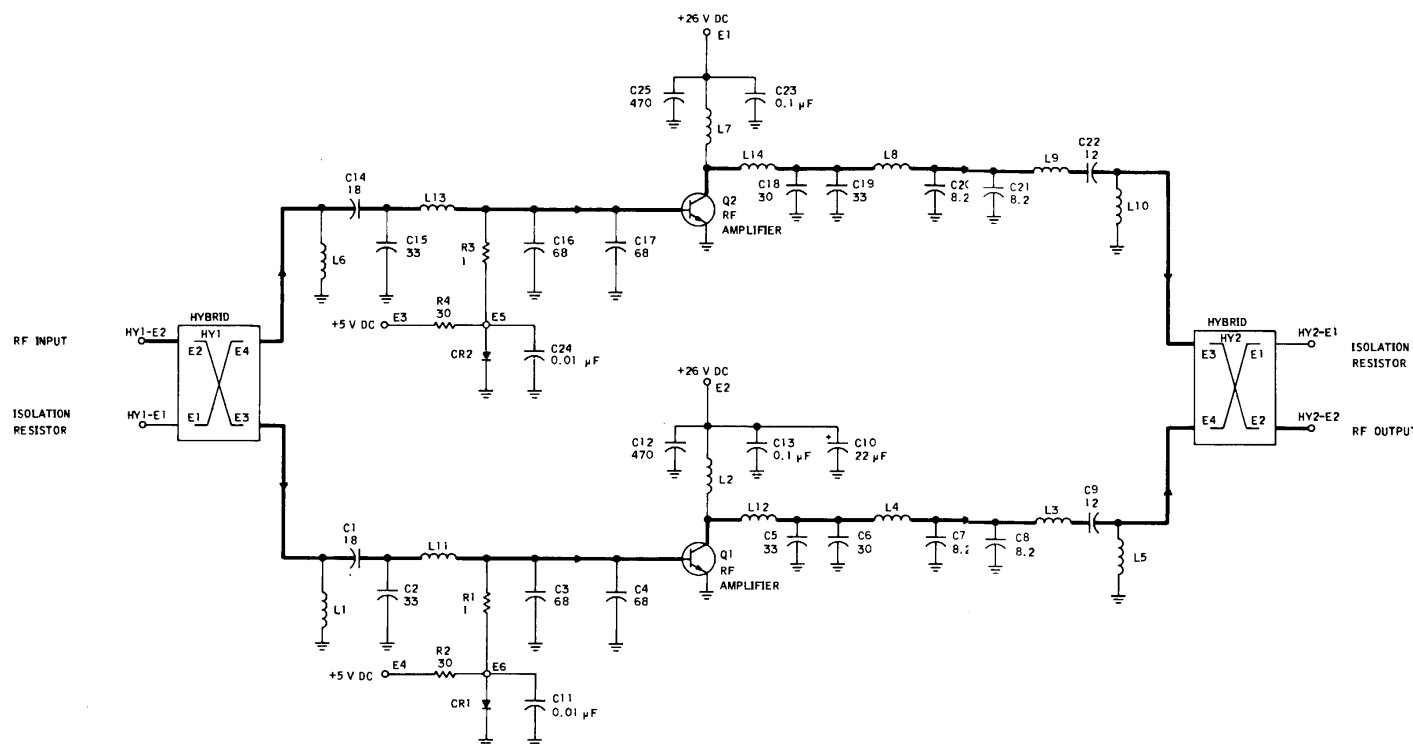 +26 V DC
E1
C25
470
C23
0.1 µF
L7
C14
18
L13
L14
L8
L9
C22
12
C18
30
C19
33
C20
8.2
C21
8.2
L10
Q2
RF
AMPLIFIER
L6
C15
33
R3
1
C16
68
C17
68
R4
30
+5 V DC
E3
E5
CR2
C24
0.01 µF
RF INPUT
HY1-E2
HYBRID
HY1
E2
E4
E1
E3
ISOLATION
RESISTOR
HY1-E1
HYBRID
HY2
E3
E1
E4
E2
HY2-E1
ISOLATION
RESISTOR
HY2-E2
RF OUTPUT
+26 V DC
E2
C12
470
C13
0.1 µF
+
C10
22 µF
L2
C1
18
L11
L12
L4
L3
C9
12
C5
33
C6
30
C7
8.2
C8
8.2
L5
Q1
RF
AMPLIFIER
L1
C2
33
R1
1
C3
68
C4
68
R2
30
+5 V DC
E4
E6
CR1
C11
0.01 µF